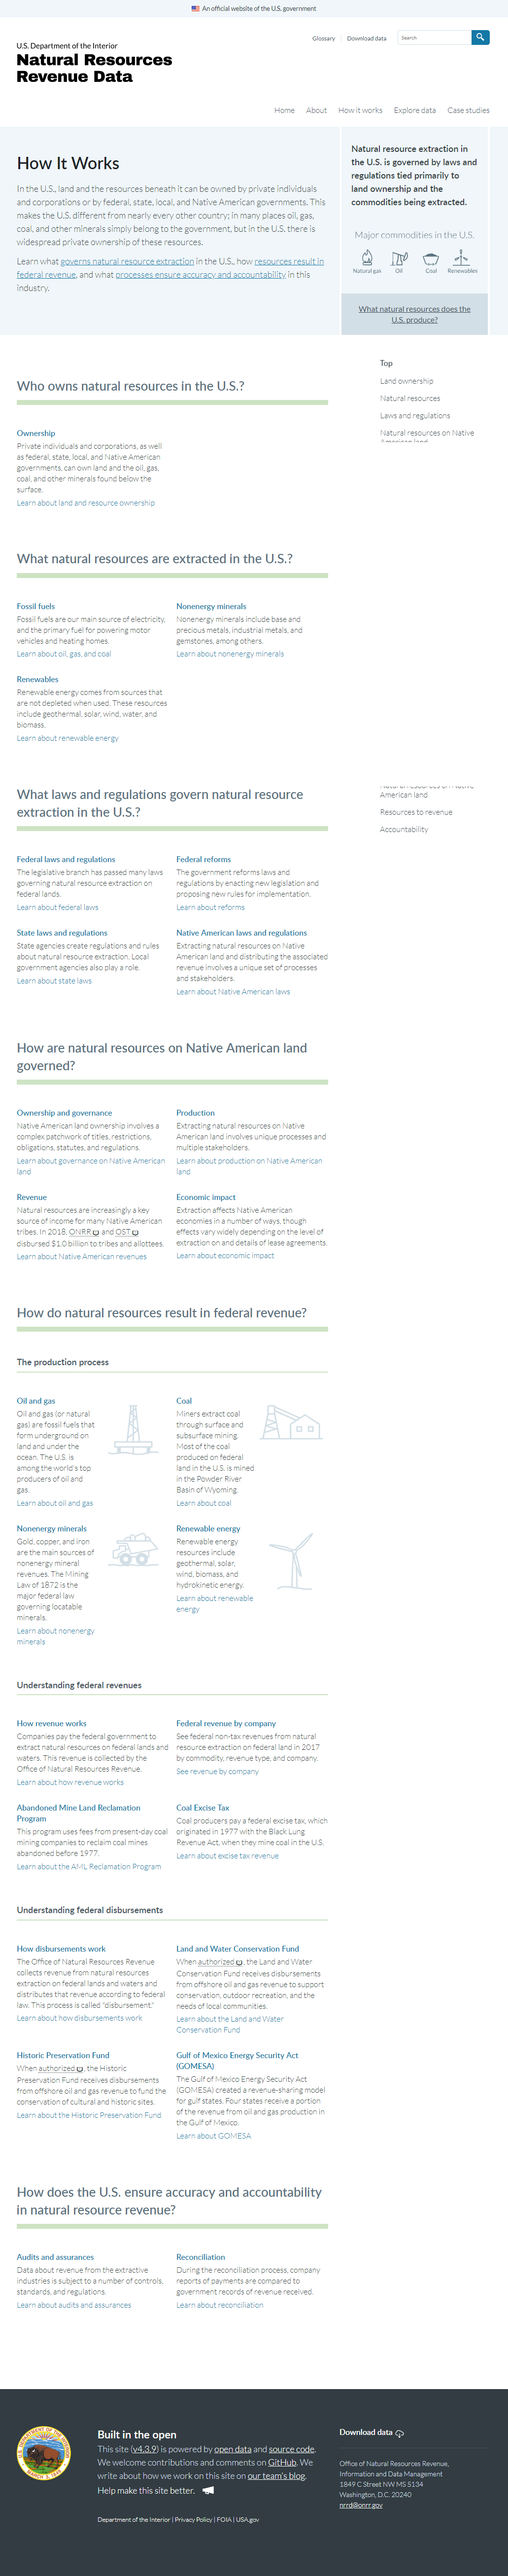 An official website of the U.S. government
Glossary | Download data
Search
U.S. Department of the Interior
Natural Resources
Revenue Data
Home About How it works Explore data Case studies
How It Works
In the U.S., land and the resources beneath it can be owned by private individuals
and corporations or by federal, state, local, and Native American governments. This
makes the U.S. different from nearly every other country; in many places oil, gas,
coal, and other minerals simply belong to the government, but in the U.S. there is
widespread private ownership of these resources.
Learn what governs natural resource extraction in the U.S., how resources result in
federal revenue, and what processes ensure accuracy and accountability in this
industry.
Natural resource extraction in
the U.S. is governed by laws and
regulations tied primarily to
land ownership and the
commodities being extracted.
Major commodities in the U.S.
Natural gas Oil Coal Renewables
What natural resources does the
U.S. produce?
Top
Land ownership
Natural resources
Laws and regulations
Natural resources on Native
American land
Who owns natural resources in the U.S.?
Ownership
Private individuals and corporations, as well
as federal, state, local, and Native American
governments, can own land and the oil, gas,
coal, and other minerals found below the
surface.
Learn about land and resource ownership
What natural resources are extracted in the U.S.?
Fossil fuels
Fossil fuels are our main source of electricity,
and the primary fuel for powering motor
vehicles and heating homes.
Learn about oil, gas, and coal
Nonenergy minerals
Nonenergy minerals include base and
precious metals, industrial metals, and
gemstones, among others.
Learn about nonenergy minerals
Renewables
Renewable energy comes from sources that
are not depleted when used. These resources
include geothermal, solar, wind, water, and
biomass.
Learn about renewable energy
What laws and regulations govern natural resource
extraction in the U.S.?
Natural resources on Native
American land
Resources to revenue
Accountability
Federal laws and regulations
The legislative branch has passed many laws
governing natural resource extraction on
federal lands.
Learn about federal laws
Federal reforms
The government reforms laws and
regulations by enacting new legislation and
proposing new rules for implementation.
Learn about reforms
State laws and regulations
State agencies create regulations and rules
about natural resource extraction. Local
government agencies also play a role.
Learn about state laws
Native American laws and regulations
Extracting natural resources on Native
American land and distributing the associated
revenue involves a unique set of processes
and stakeholders.
Learn about Native American laws
How are natural resources on Native American land
governed?
Ownership and governance
Native American land ownership involves a
complex patchwork of titles, restrictions,
obligations, statutes, and regulations.
Learn about governance on Native American
land
Production
Extracting natural resources on Native
American land involves unique processes and
multiple stakeholders.
Learn about production on Native American
land
Revenue
Natural resources are increasingly a key
source of income for many Native American
tribes. In 2018, ONRR and OST
disbursed $1.0 billion to tribes and allottees.
Learn about Native American revenues
Economic impact
Extraction affects Native American
economies in a number of ways, though
effects vary widely depending on the level of
extraction on and details of lease agreements.
Learn about economic impact
How do natural resources result in federal revenue?
The production process
Oil and gas
Oil and gas (or natural
gas) are fossil fuels that
form underground on
land and under the
ocean. The U.S. is
among the world's top
producers of oil and
gas.
Learn about oil and gas
Coal
Miners extract coal
through surface and
subsurface mining.
Most of the coal
produced on federal
land in the U.S. is mined
in the Powder River
Basin of Wyoming.
Learn about coal
Nonenergy minerals
Gold, copper, and iron
are the main sources of
nonenergy mineral
revenues. The Mining
Law of 1872 is the
major federal law
governing locatable
minerals.
Learn about nonenergy
minerals
Renewable energy
Renewable energy
resources include
geothermal, solar,
wind, biomass, and
hydrokinetic energy.
Learn about renewable
energy
Understanding federal revenues
How revenue works
Companies pay the federal government to
extract natural resources on federal lands and
waters. This revenue is collected by the
Office of Natural Resources Revenue.
Learn about how revenue works
Federal revenue by company
See federal non-tax revenues from natural
resource extraction on federal land in 2017
by commodity, revenue type, and company.
See revenue by company
Abandoned Mine Land Reclamation
Program
This program uses fees from present-day coal
mining companies to reclaim coal mines
abandoned before 1977.
Learn about the AML Reclamation Program
Coal Excise Tax
Coal producers pay a federal excise tax, which
originated in 1977 with the Black Lung
Revenue Act, when they mine coal in the U.S.
Learn about excise tax revenue
Understanding federal disbursements
How disbursements work
The Office of Natural Resources Revenue
collects revenue from natural resources
extraction on federal lands and waters and
distributes that revenue according to federal
law. This process is called "disbursement."
Learn about how disbursements work
Land and Water Conservation Fund
When authorized, the Land and Water
Conservation Fund receives disbursements
from offshore oil and gas revenue to support
conservation, outdoor recreation, and the
needs of local communities.
Learn about the Land and Water
Conservation Fund
Historic Preservation Fund
When authorized, the Historic
Preservation Fund receives disbursements
from offshore oil and gas revenue to fund the
conservation of cultural and historic sites.
Learn about the Historic Preservation Fund
Gulf of Mexico Energy Security Act
(GOMESA)
The Gulf of Mexico Energy Security Act
(GOMESA) created a revenue-sharing model
for gulf states. Four states receive a portion
of the revenue from oil and gas production in
the Gulf of Mexico.
Learn about GOMESA
How does the U.S. ensure accuracy and accountability
in natural resource revenue?
Audits and assurances
Data about revenue from the extractive
industries is subject to a number of controls,
standards, and regulations.
Learn about audits and assurances
Reconciliation
During the reconciliation process, company
reports of payments are compared to
government records of revenue received.
Learn about reconciliation
Built in the open
This site (v4.3.9) is powered by open data and source code.
We welcome contributions and comments on GitHub. We
write about how we work on this site on our team's blog.
Help make this site better.
Department of the Interior | Privacy Policy | FOIA | USA.gov
Download data
Office of Natural Resources Revenue,
Information and Data Management
1849 C Street NW MS 5134
Washington, D.C. 20240
nrrd@onrr.gov